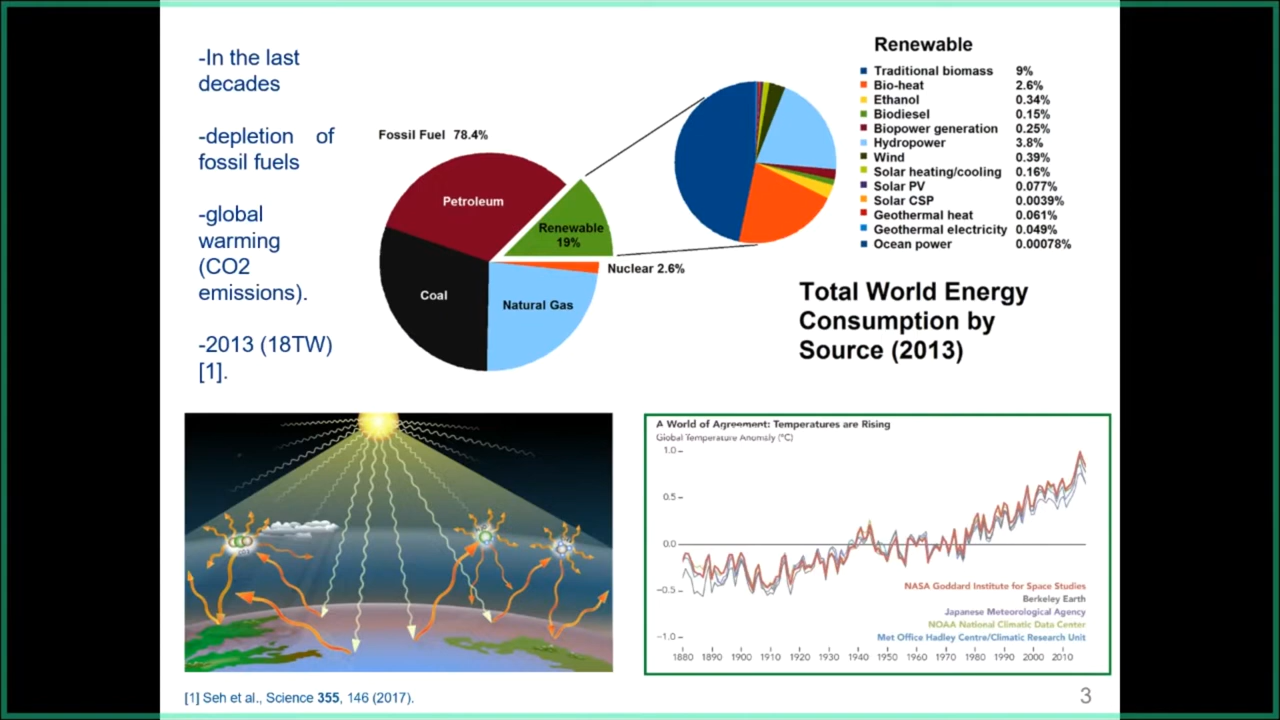 -In the last
decades
-depletion of
fossil fuels
-global
warming
(CO2
emissions).
-2013 (18TW)
[1].
Fossil Fuel 78.4%
Petroleum
Renewable
19%
Nuclear 2.6%
Coal
Natural Gas
Renewable
Traditional biomass 9%
Bio-heat 2.6%
Ethanol 0.34%
Biodiesel 0.15%
Biopower generation 0.25%
Hydropower 3.8%
Wind 0.39%
Solar heating/cooling 0.16%
Solar PV 0.077%
Solar CSP 0.0039%
Geothermal heat 0.061%
Geothermal electricity 0.049%
Ocean power 0.00078%
Total World Energy
Consumption by
Source (2013)
A World of Agreement: Temperatures are Rising
Global Temperature Anomaly (°C)
1.0
0.5
0.0
−0.5
−1.0
NASA Goddard Institute for Space Studies
Berkeley Earth
Japanese Meteorological Agency
NOAA National Climatic Data Center
Met Office Hadley Centre/Climatic Research Unit
1880 1890 1900 1910 1920 1930 1940 1950 1960 1970 1980 1990 2000 2010
[1] Seh et al., Science 355, 146 (2017).
3